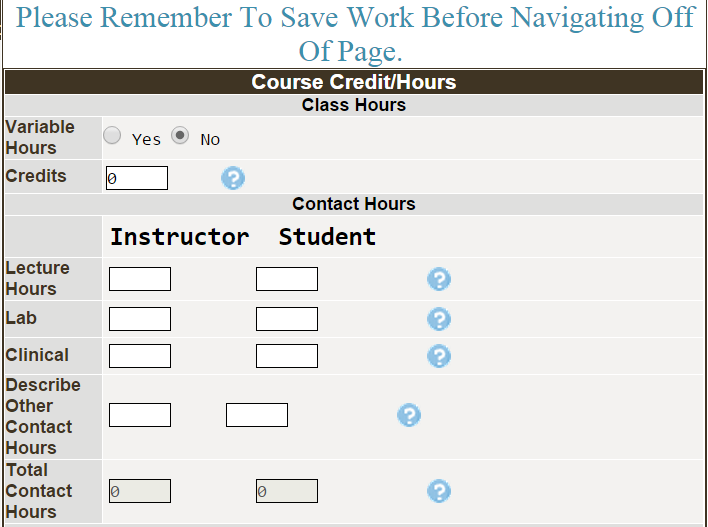 Please Remember To Save Work Before Navigating Off
Of Page.
Course Credit/Hours
Class Hours
Variable
Hours
Yes No
Credits
0 ?
Contact Hours
Instructor Student
Lecture
Hours
?
Lab ?
Clinical ?
Describe
Other
Contact
Hours
?
Total
Contact
Hours
0 0 ?